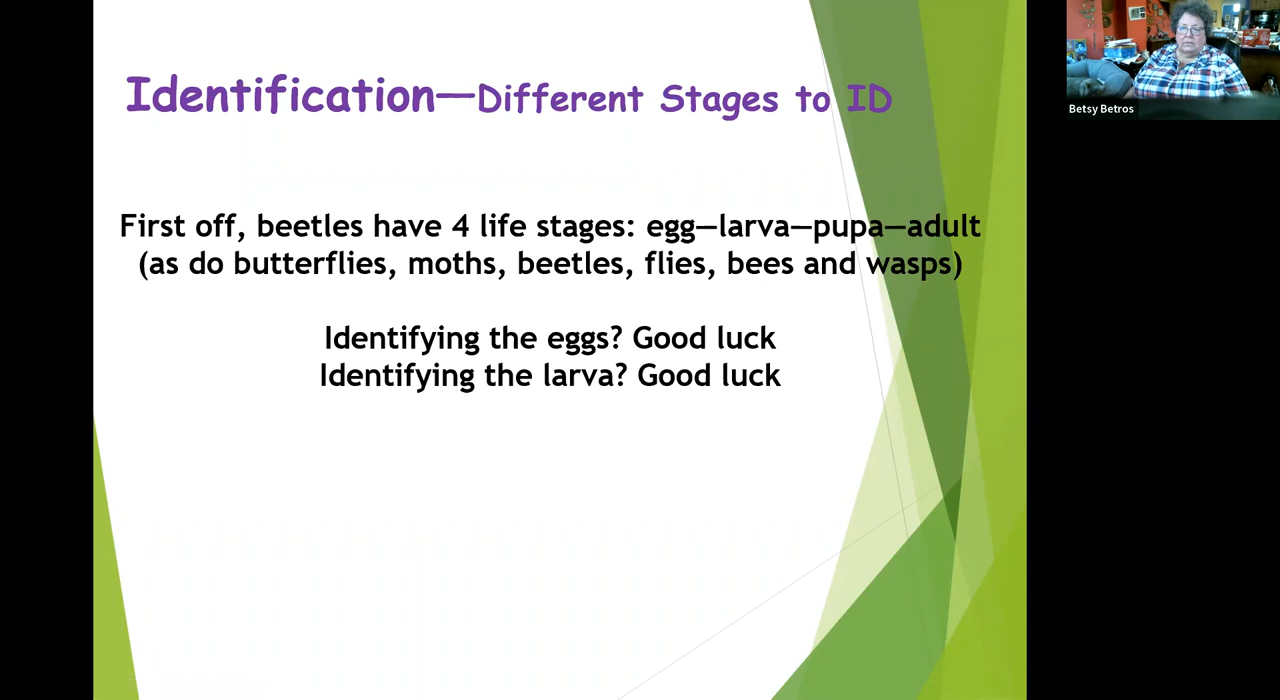 Identification—Different Stages to ID
First off, beetles have 4 life stages: egg—larva—pupa—adult
(as do butterflies, moths, beetles, flies, bees and wasps)
Identifying the eggs? Good luck
Identifying the larva? Good luck
Betsy Betros